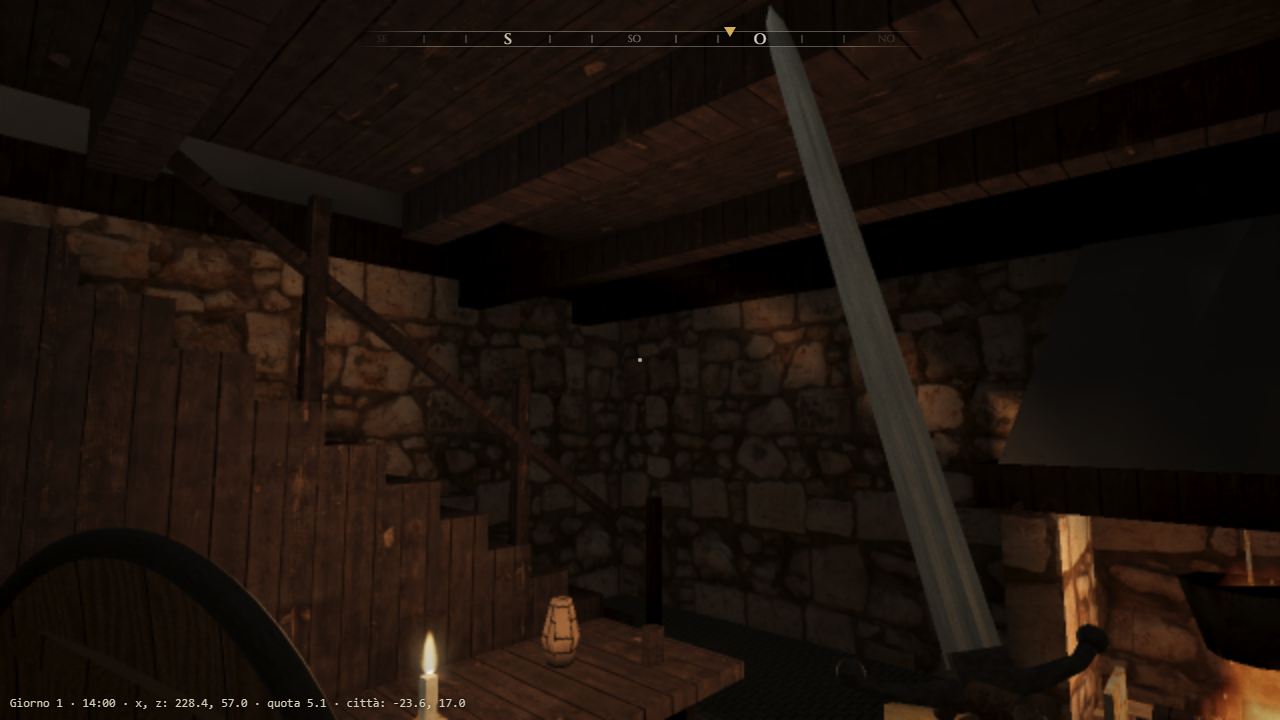 SE S SO O NO
Giorno 1 · 14:00 · x, z: 228.4, 57.0 · quota 5.1 · città: -23.6, 17.0